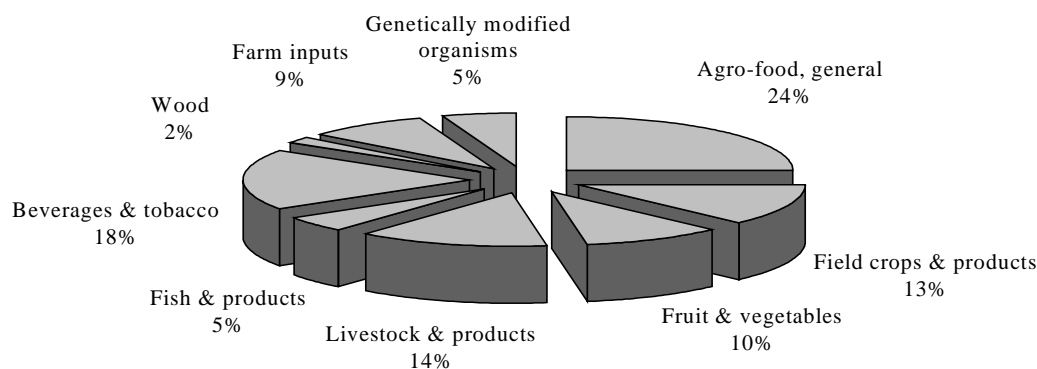 Genetically modified
organisms
5%
Agro-food, general
24%
Field crops & products
13%
Fruit & vegetables
10%
Livestock & products
14%
Fish & products
5%
Beverages & tobacco
18%
Wood
2%
Farm inputs
9%